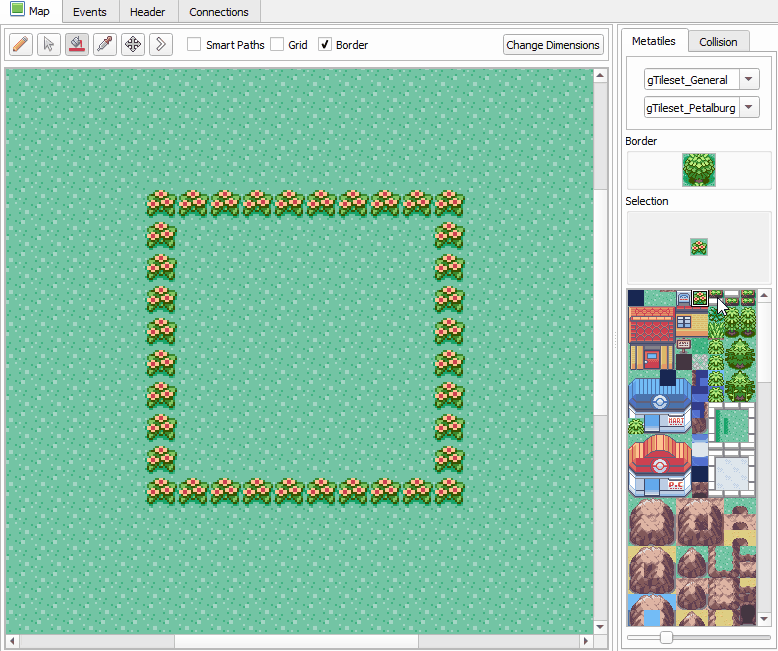 Map Events Header Connections
Smart Paths Grid Border Change Dimensions
Metatiles Collision
gTileset_General
gTileset_Petalburg
Border
Selection
MART
P.C